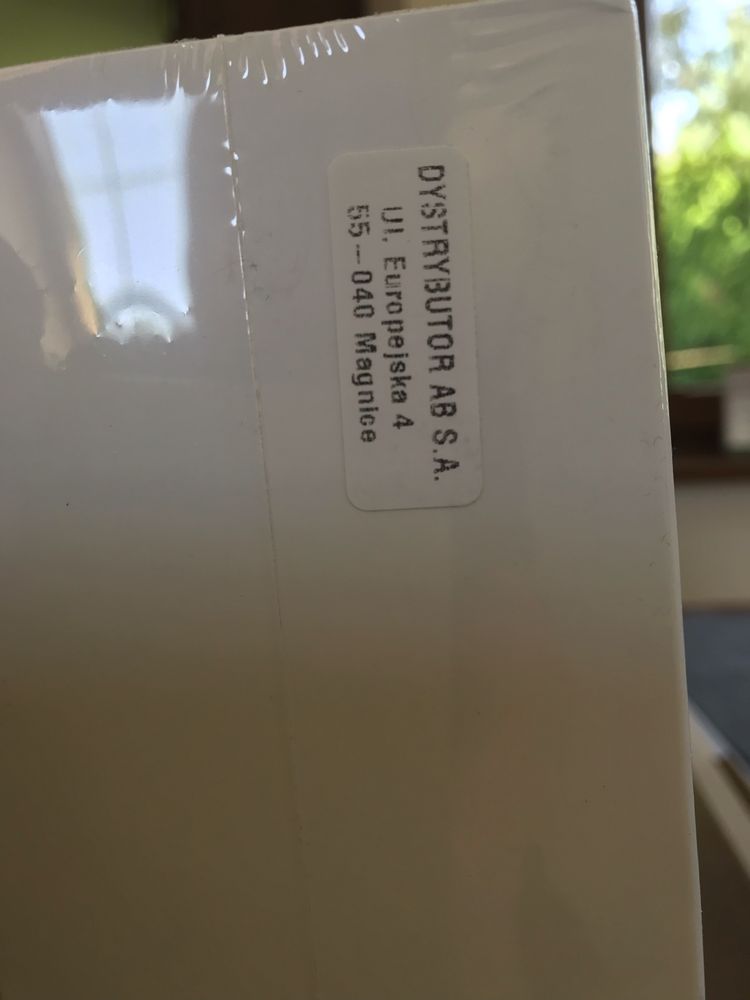 DYSTRYBUTOR AB S.A.
Ul. Europejska 4
55-040 Magnice